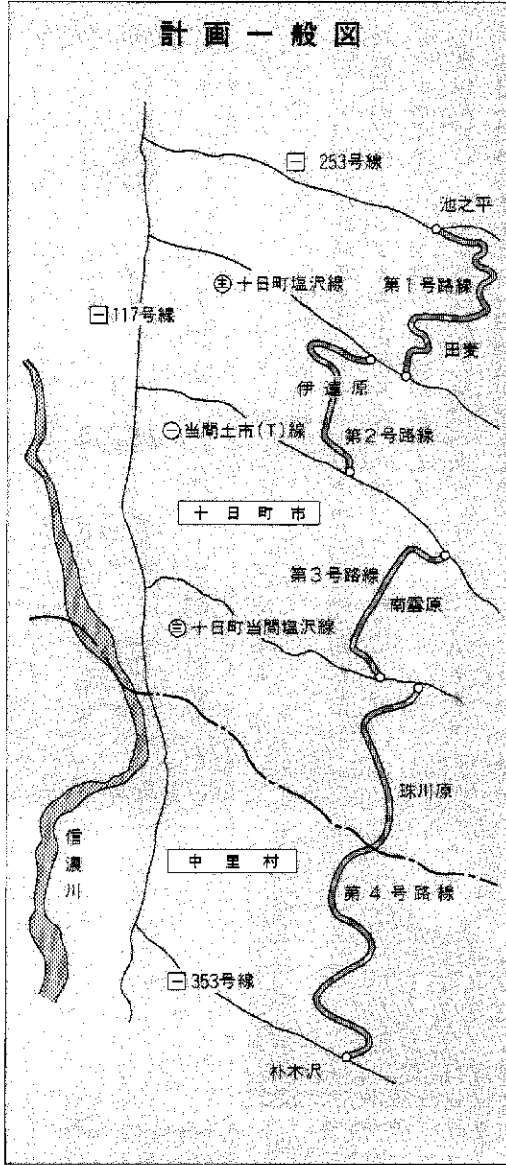 計画一般図
一 253号線
池之平
主 十日町塩沢線
第1号路線
一 117号線
田麦
伊達原
一 当間土市(T)線
第2号路線
十日町市
第3号路線
南雲原
十日町当間塩沢線
珠川原
信濃川
中里村
第4号路線
一 353号線
朴木沢